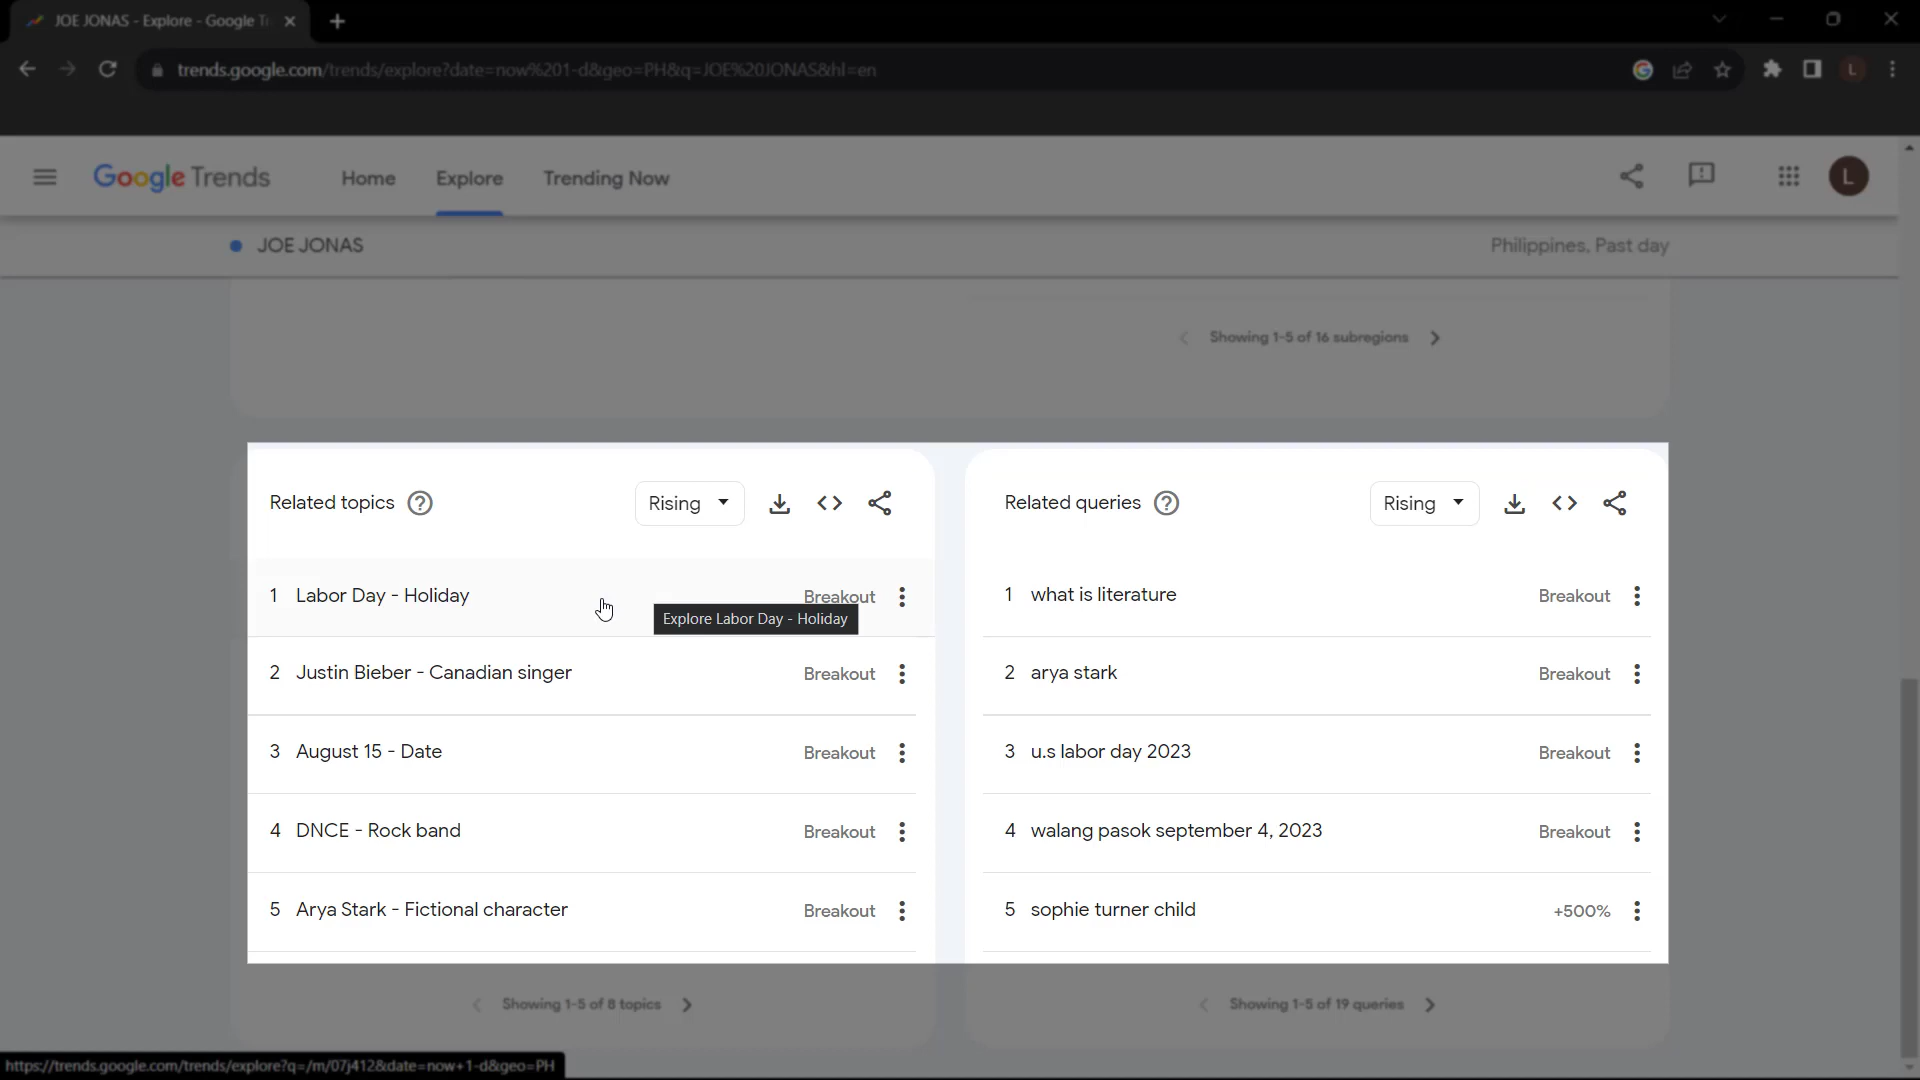 JOE JONAS - Explore - Google Tr
trends.google.com/trends/explore?date=now%201-d&geo=PH&q=JOE%20JONAS&hl=en
L
Google Trends
Home
Explore
Trending Now
L
JOE JONAS
Philippines, Past day
Showing 1-5 of 16 subregions
Related topics
Rising
1 Labor Day - Holiday
Breakout
Explore Labor Day - Holiday
2 Justin Bieber - Canadian singer
Breakout
3 August 15 - Date
Breakout
4 DNCE - Rock band
Breakout
5 Arya Stark - Fictional character
Breakout
Showing 1-5 of 8 topics
Related queries
Rising
1 what is literature
Breakout
2 arya stark
Breakout
3 u.s labor day 2023
Breakout
4 walang pasok september 4, 2023
Breakout
5 sophie turner child
+500%
Showing 1-5 of 19 queries
https://trends.google.com/trends/explore?q=/m/07j412&date=now+1-d&geo=PH